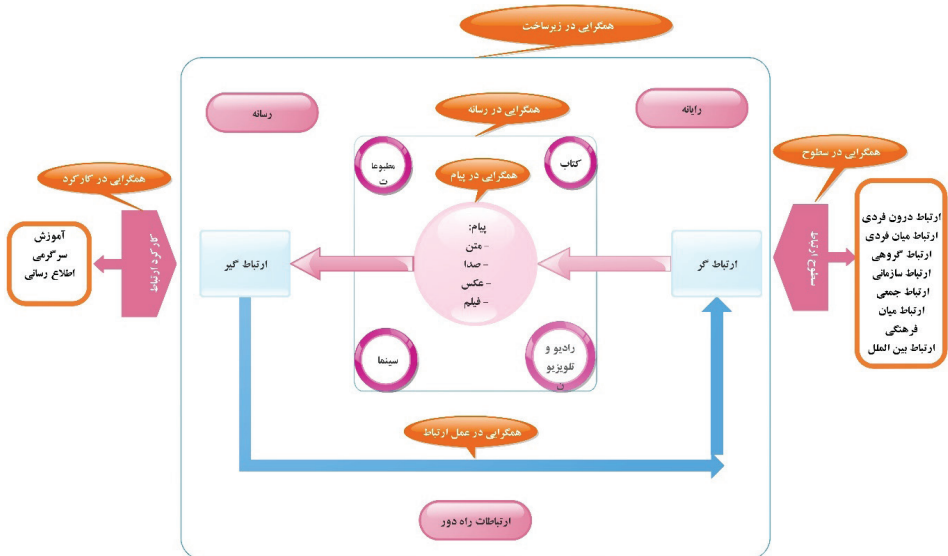 همگرایی در زیرساخت
رایانه
رسانه
همگرایی در رسانه
همگرایی در سطوح
همگرایی در پیام
همگرایی در کارکرد
کتاب
مطبوعا
ت
ارتباط درون فردی
ارتباط میان فردی
ارتباط گروهی
ارتباط سازمانی
ارتباط جمعی
ارتباط میان
فرهنگی
ارتباط بین الملل
سطوح ارتباط
ارتباط گر
پیام:
- متن
- صدا
- عکس
- فیلم
ارتباط گیر
کارکرد ارتباط
آموزش
سرگرمی
اطلاع رسانی
رادیو و
تلویزیو
ن
سینما
همگرایی در عمل ارتباط
ارتباطات راه دور